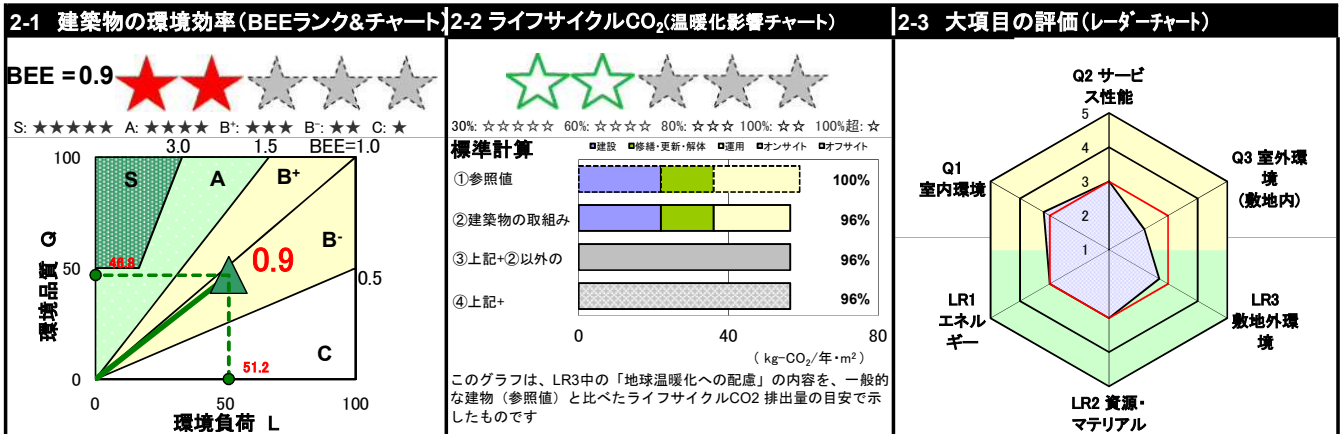 2-1 建築物の環境効率(BEEランク&チャート)
BEE = 0.9
S: ★★★★★ A: ★★★★ B+: ★★★ B-: ★★ C: ★
3.0 1.5 BEE=1.0
100
S A B+
B-
環境品質 Q
46.8
0.9
50
0.5
C
51.2
0
0 50 100
環境負荷 L
2-2 ライフサイクルCO2(温暖化影響チャート)
30%: ☆☆☆☆☆ 60%: ☆☆☆☆ 80%: ☆☆☆ 100%: ☆☆ 100%超: ☆
標準計算
建設 修繕・更新・解体 運用 オンサイト オフサイト
①参照値 100%
②建築物の取組み 96%
③上記+②以外の 96%
④上記+ 96%
0 40 80
( kg-CO2/年・m2 )
このグラフは、LR3中の「地球温暖化への配慮」の内容を、一般的
な建物(参照値)と比べたライフサイクルCO2 排出量の目安で示
したものです
2-3 大項目の評価(レーダーチャート)
Q2 サービ
ス性能
5
4
3
2
1
Q1
室内環境
Q3 室外環
境
(敷地内)
LR1
エネル
ギー
LR3
敷地外環
境
LR2 資源・
マテリアル